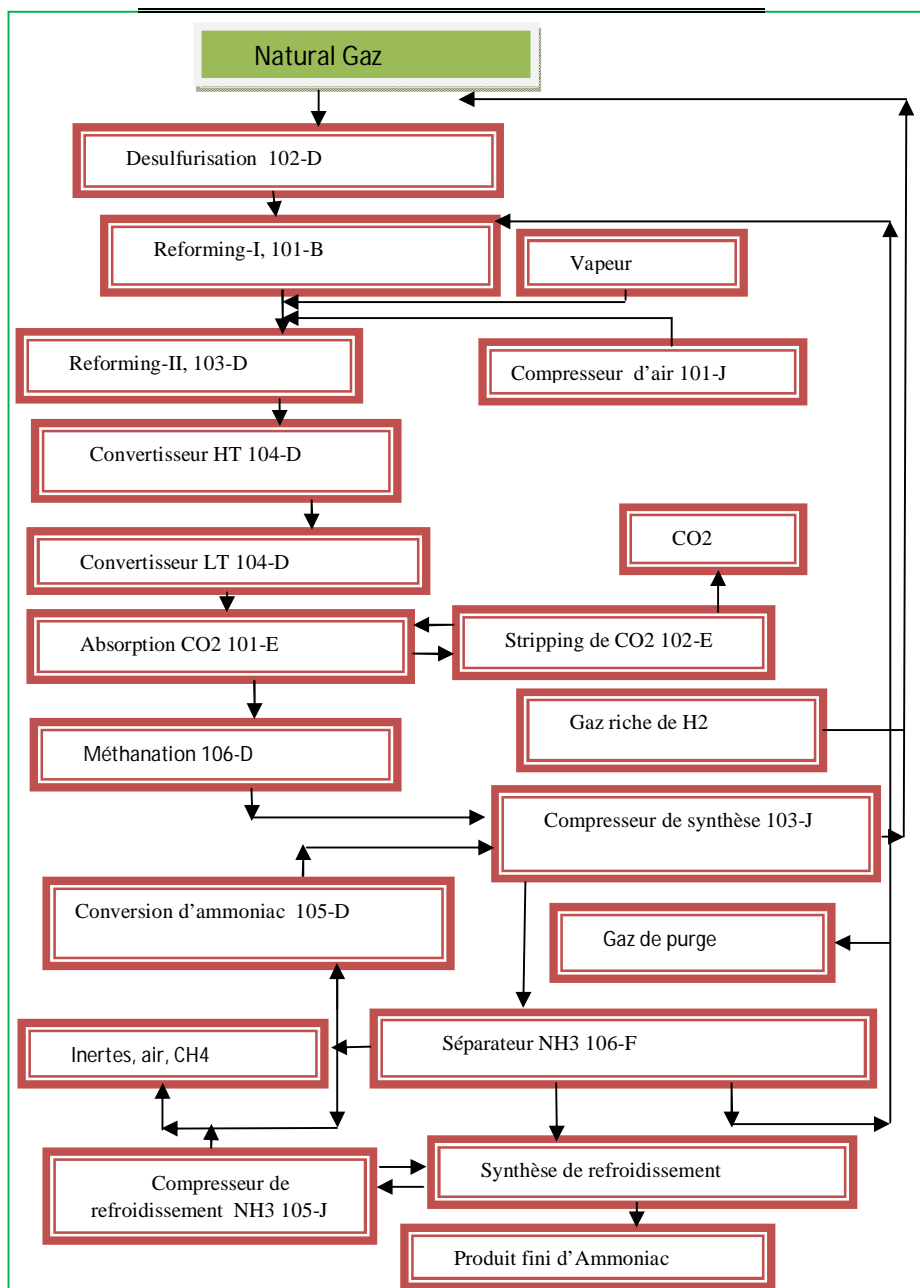 Natural Gaz
Desulfurisation 102-D
Reforming-I, 101-B
Vapeur
Reforming-II, 103-D
Compresseur d'air 101-J
Convertisseur HT 104-D
CO2
Convertisseur LT 104-D
Absorption CO2 101-E
Stripping de CO2 102-E
Gaz riche de H2
Méthanation 106-D
Compresseur de synthèse 103-J
Conversion d'ammoniac 105-D
Gaz de purge
Séparateur NH3 106-F
Inertes, air, CH4
Compresseur de
refroidissement NH3 105-J
Synthèse de refroidissement
Produit fini d'Ammoniac